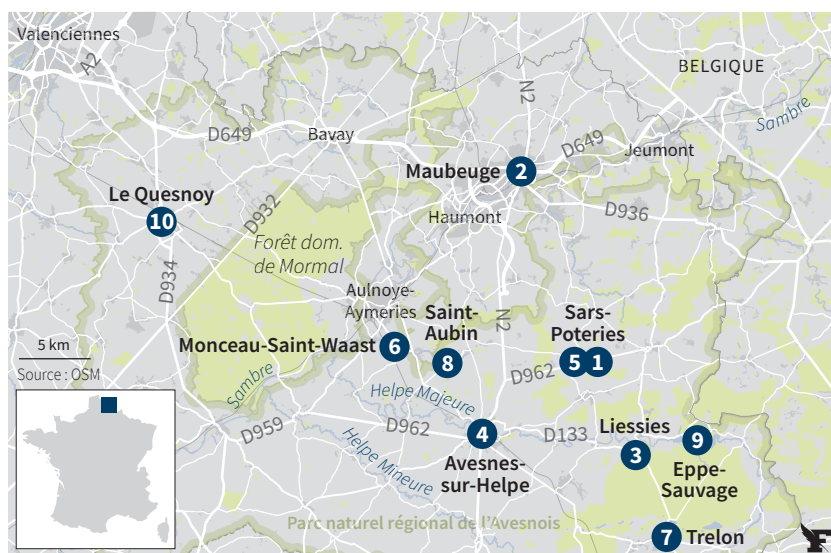 Valenciennes
A2
N2
BELGIQUE
Sambre
D649
Bavay
D649
Jeumont
Maubeuge
2
Le Quesnoy
10
D932
Haumont
D936
Forêt dom.
de Mormal
D934
Aulnoye-
Aymeries
Saint-
Aubin
N2
Sars-
Poteries
5 km
Monceau-Saint-Waast
6
8
5
1
D962
Source : OSM
Sambre
Helpe Majeure
D959
D962
4
D133
Liessies
9
Helpe Mineure
Avesnes-
sur-Helpe
3
Eppe-
Sauvage
Parc naturel régional de l'Avesnois
7
Trelon
F